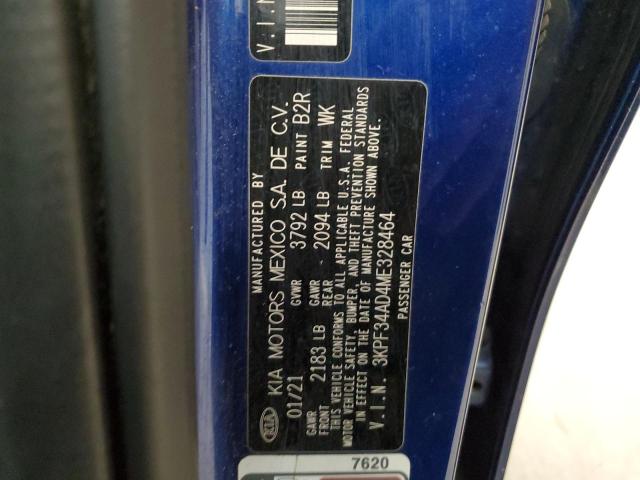 V.I.N
MANUFACTURED BY
KIA KIA MOTORS MEXICO S.A. DE C.V.
01/21 GVWR 3792 LB PAINT B2R
GAWR FRONT 2183 LB GAWR REAR 2094 LB TRIM WK
THIS VEHICLE CONFORMS TO ALL APPLICABLE U.S.A. FEDERAL
MOTOR VEHICLE SAFETY, BUMPER, AND THEFT PREVENTION STANDARDS
IN EFFECT ON THE DATE OF MANUFACTURE SHOWN ABOVE.
V.I.N. 3KPF34AD4ME328464
PASSENGER CAR
7620